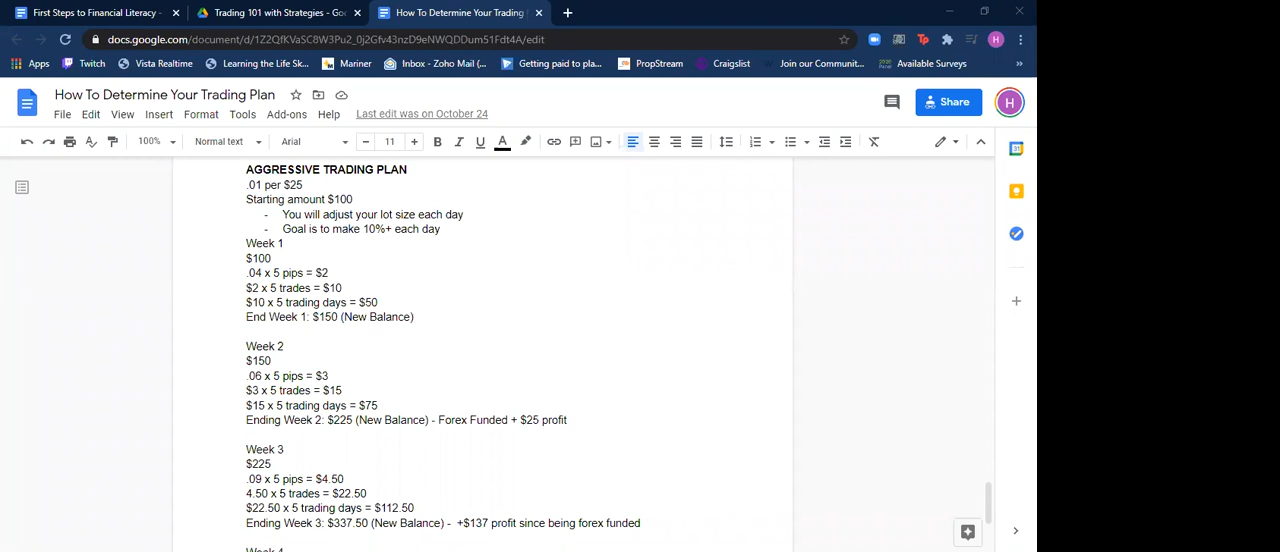 First Steps to Financial Literacy -
Trading 101 with Strategies - Goo
How To Determine Your Trading
docs.google.com/document/d/1Z2QfKVaSC8W3Pu2_0j2Gfv43nzD9eNWQDDum51Fdt4A/edit
H
Apps
Twitch
Vista Realtime
Learning the Life Sk...
Mariner
Inbox - Zoho Mail (...
Getting paid to pla...
PropStream
Craigslist
Join our Communit...
Available Surveys
»
How To Determine Your Trading Plan
Share
H
File Edit View Insert Format Tools Add-ons Help Last edit was on October 24
100% Normal text Arial - 11 + B I U A
31
AGGRESSIVE TRADING PLAN
.01 per $25
Starting amount $100
- You will adjust your lot size each day
- Goal is to make 10%+ each day
Week 1
$100
.04 x 5 pips = $2
$2 x 5 trades = $10
$10 x 5 trading days = $50
End Week 1: $150 (New Balance)
Week 2
$150
.06 x 5 pips = $3
$3 x 5 trades = $15
$15 x 5 trading days = $75
Ending Week 2: $225 (New Balance) - Forex Funded + $25 profit
Week 3
$225
.09 x 5 pips = $4.50
4.50 x 5 trades = $22.50
$22.50 x 5 trading days = $112.50
Ending Week 3: $337.50 (New Balance) - +$137 profit since being forex funded
Week 4